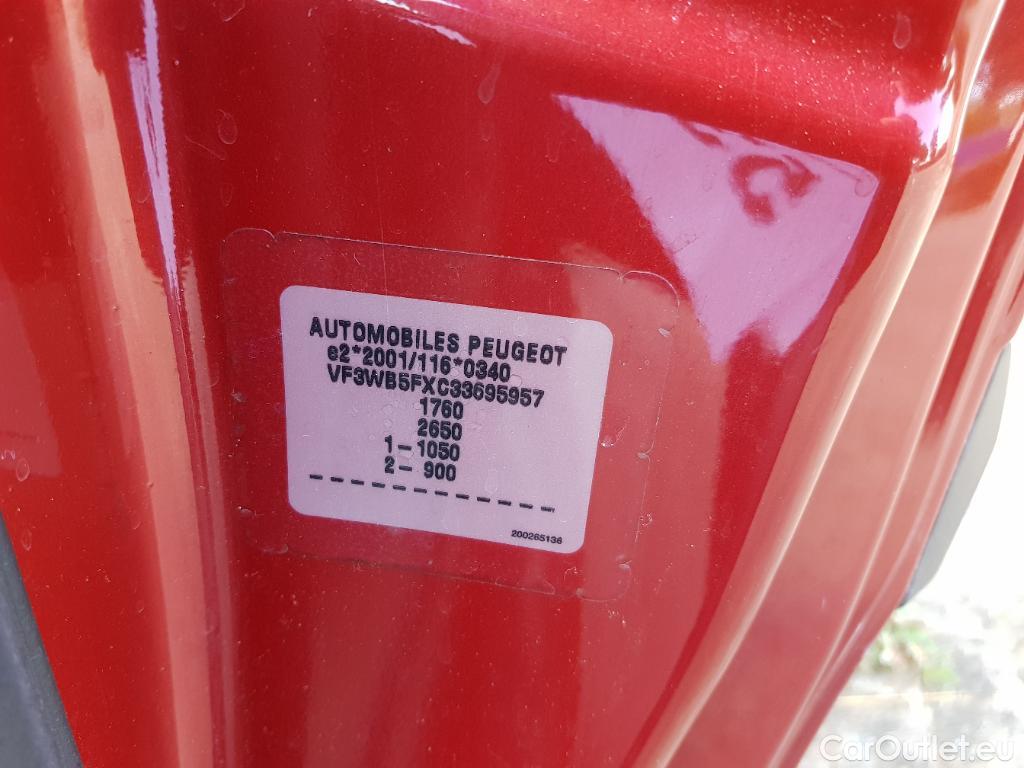 AUTOMOBILES PEUGEOT
e2*2001/116*0340
VF3WB5FXC33695957
1760
2650
1- 1050
2- 900
200265136
CarOutlet.eu